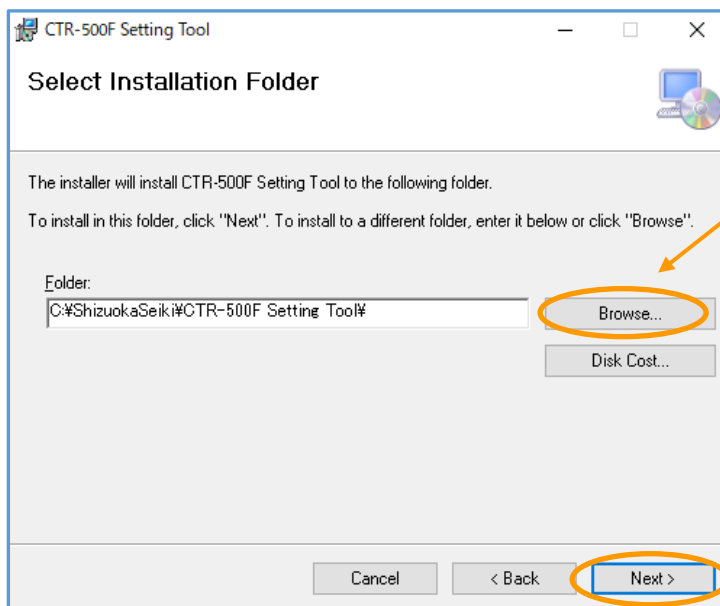 CTR-500F Setting Tool
Select Installation Folder
The installer will install CTR-500F Setting Tool to the following folder.
To install in this folder, click "Next". To install to a different folder, enter it below or click "Browse".
Folder:
C:¥ShizuokaSeiki¥CTR-500F Setting Tool¥
Browse...
Disk Cost...
Cancel
< Back
Next >